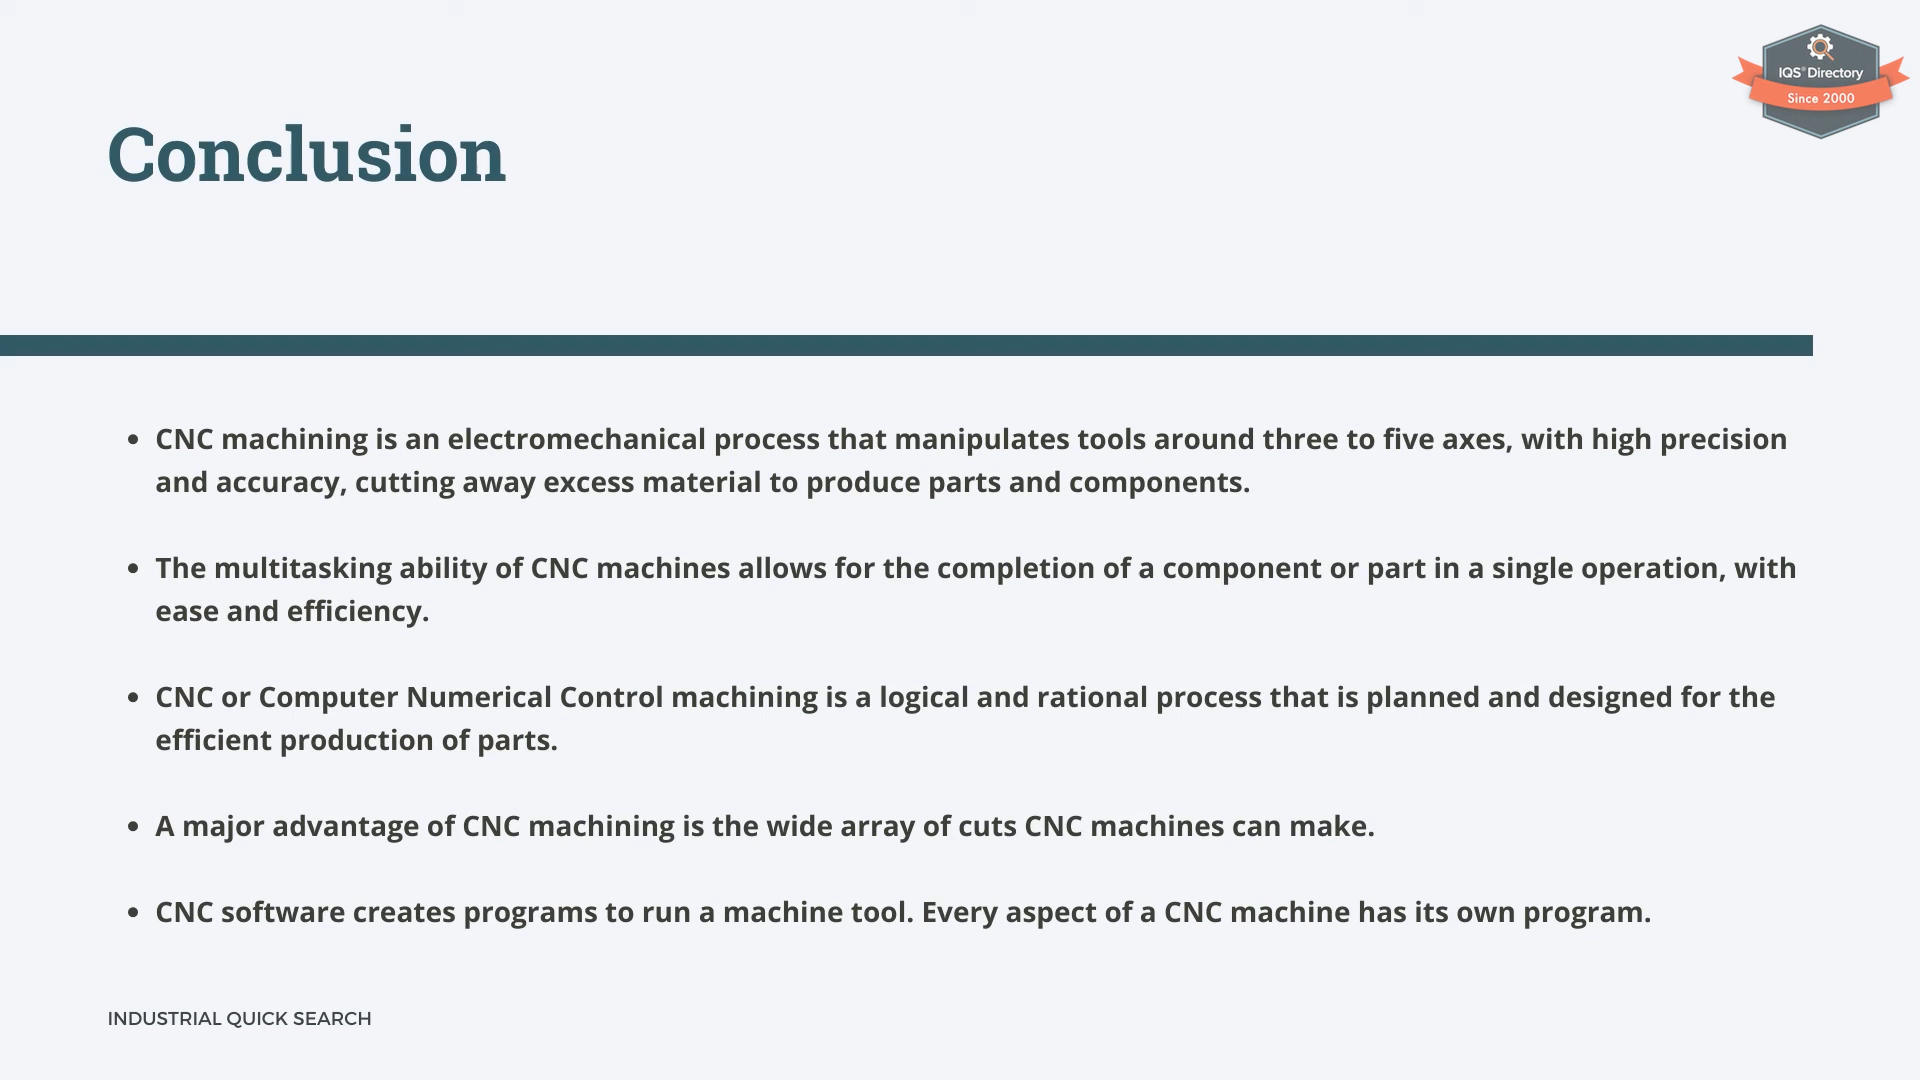 IQS® Directory
Since 2000
Conclusion
• CNC machining is an electromechanical process that manipulates tools around three to five axes, with high precision
and accuracy, cutting away excess material to produce parts and components.
• The multitasking ability of CNC machines allows for the completion of a component or part in a single operation, with
ease and efficiency.
• CNC or Computer Numerical Control machining is a logical and rational process that is planned and designed for the
efficient production of parts.
• A major advantage of CNC machining is the wide array of cuts CNC machines can make.
• CNC software creates programs to run a machine tool. Every aspect of a CNC machine has its own program.
INDUSTRIAL QUICK SEARCH